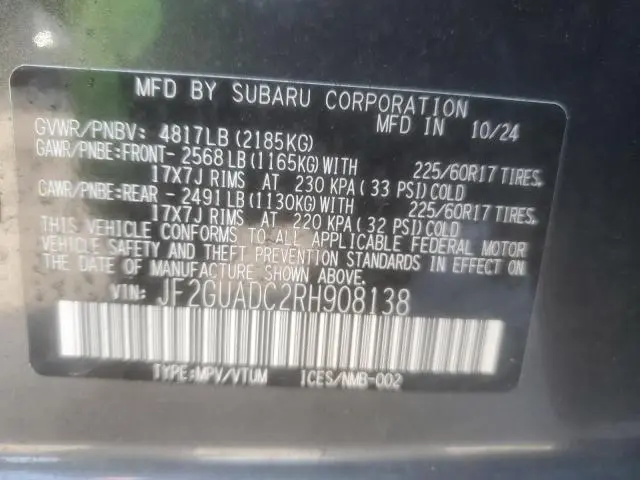 MFD BY SUBARU CORPORATION
MFD IN 10/24
GVWR/PNBV: 4817LB (2185KG)
GAWR/PNBE:FRONT- 2568 LB (1165KG) WITH 225/60R17 TIRES,
17X7J RIMS AT 230 KPA (33 PSI) COLD
GAWR/PNBE:REAR - 2491 LB (1130KG) WITH 225/60R17 TIRES,
17X7J RIMS AT 220 KPA (32 PSI) COLD
THIS VEHICLE CONFORMS TO ALL APPLICABLE FEDERAL MOTOR
VEHICLE SAFETY AND THEFT PREVENTION STANDARDS IN EFFECT ON
THE DATE OF MANUFACTURE SHOWN ABOVE.
VIN: JF2GUADC2RH908138
TYPE:MPV/VTUM ICES/NMB-002